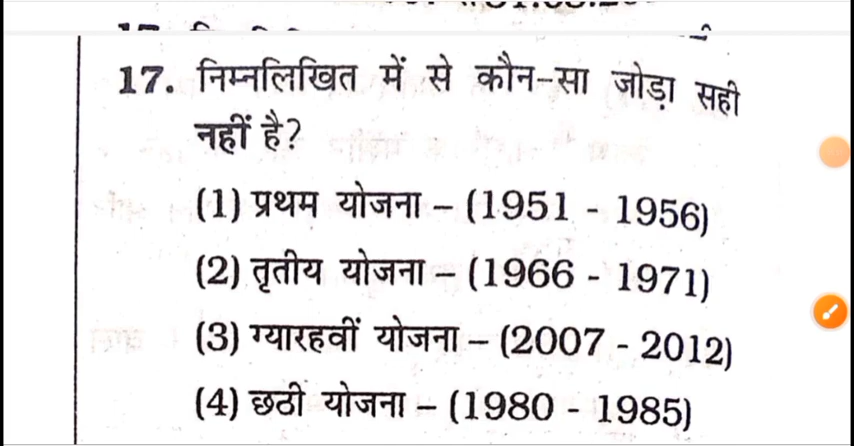 17. निम्नलिखित में से कौन-सा जोड़ा सही
नहीं है?
(1) प्रथम योजना – (1951 - 1956)
(2) तृतीय योजना – (1966 - 1971)
(3) ग्यारहवीं योजना – (2007 - 2012)
(4) छठी योजना – (1980 - 1985)